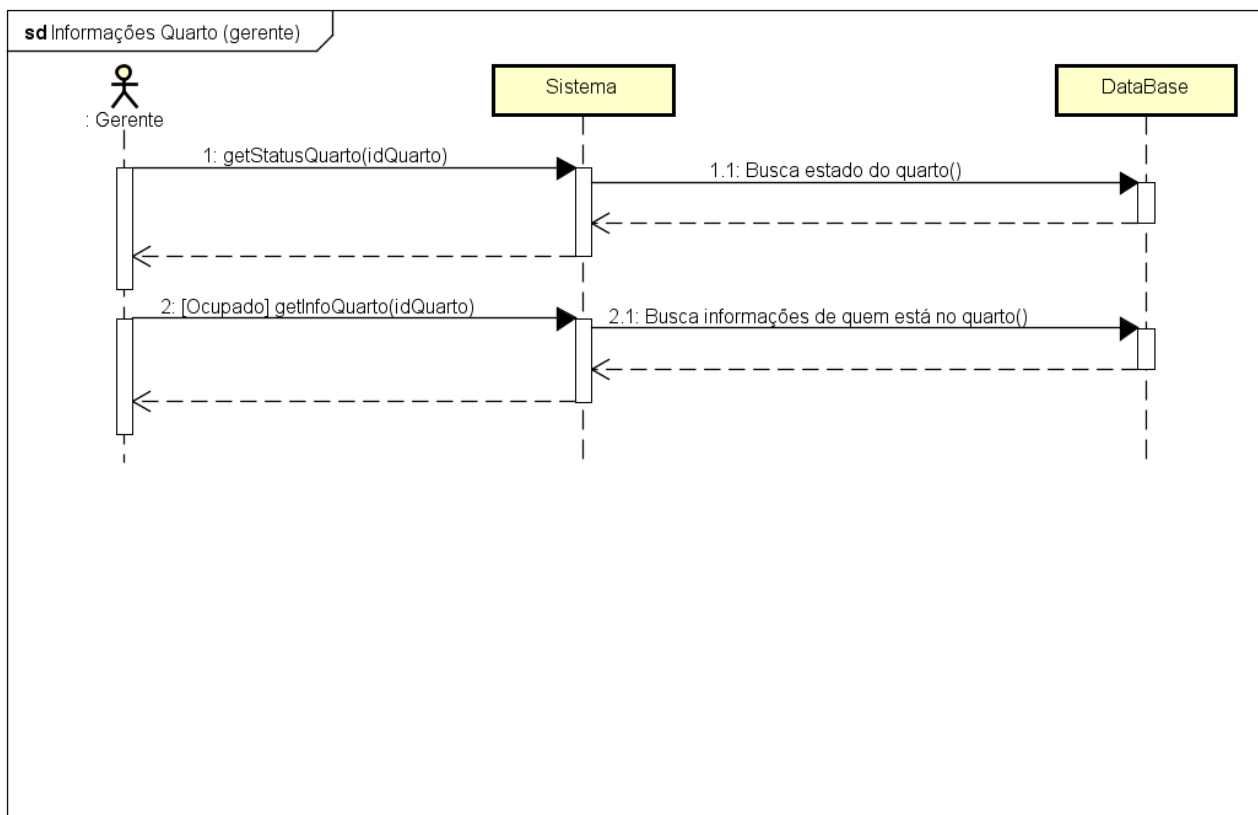 sd Informações Quarto (gerente)
: Gerente
Sistema
DataBase
1: getStatusQuarto(idQuarto)
1.1: Busca estado do quarto()
2: [Ocupado] getInfoQuarto(idQuarto)
2.1: Busca informações de quem está no quarto()